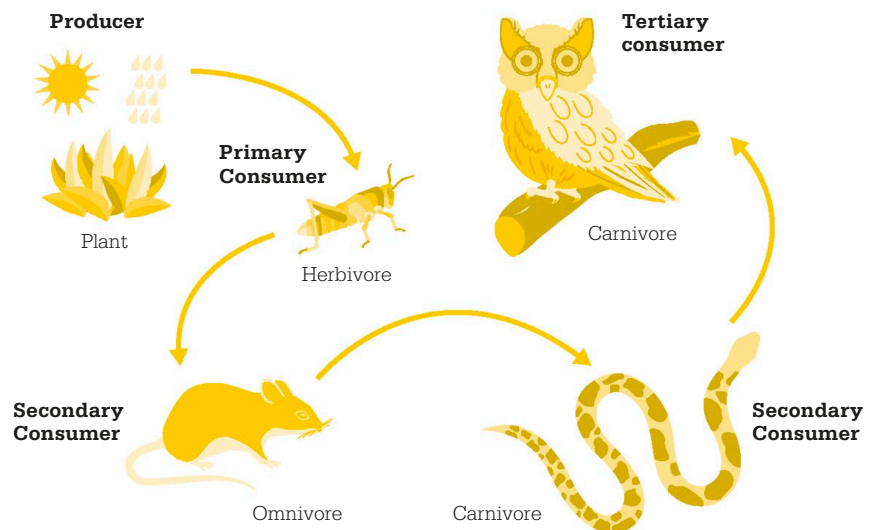 Producer
Plant
Primary
Consumer
Herbivore
Secondary
Consumer
Omnivore
Secondary
Consumer
Carnivore
Tertiary
consumer
Carnivore